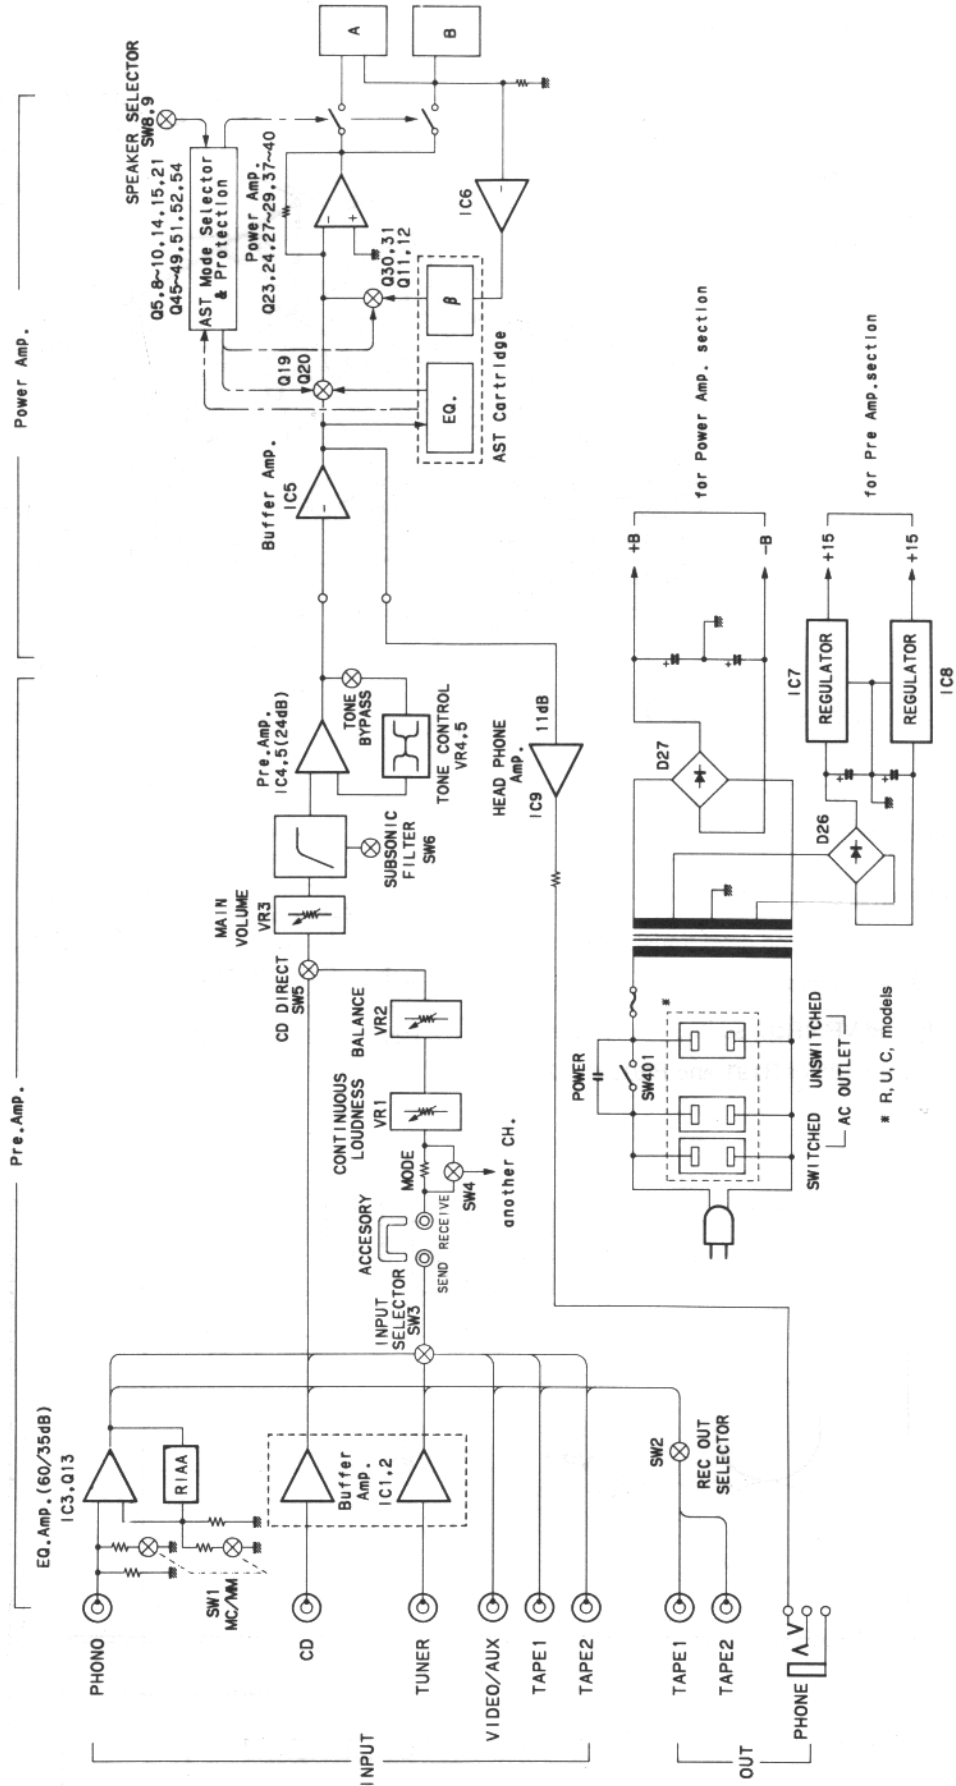 Pre.Amp.
Power Amp.
INPUT
PHONO
CD
TUNER
VIDEO/AUX
TAPE1
TAPE2
OUT
TAPE1
TAPE2
PHONE
EQ.Amp.(60/35dB)
IC3.Q13
RIAA
SW1
MC/MM
Buffer
Amp.
IC1,2
SW2
REC OUT
SELECTOR
INPUT
SELECTOR
SW3
ACCESORY
SEND
RECEIVE
MODE
SW4
another CH.
CONTINUOUS
LOUDNESS
VR1
BALANCE
VR2
CD DIRECT
SW5
MAIN
VOLUME
VR3
SUBSONIC
FILTER
SW6
Pre.Amp.
IC4,5(24dB)
TONE
BYPASS
TONE CONTROL
VR4,5
HEAD PHONE
Amp.
IC9
11dB
Buffer Amp.
IC5
−
Q19
Q20
EQ.
β
AST Cartridge
Q30,31
Q11,12
IC6
−
SPEAKER SELECTOR
SW8,9
Q5,8~10,14,15,21
Q45~49,51,52,54
AST Mode Selector
& Protection
Power Amp.
Q23,24,27~29,37~40
−
+
A
B
POWER
SW401
*
SWITCHED
UNSWITCHED
AC OUTLET
* R, U, C, models
D27
D26
+
+
+B
-B
for Power Amp. section
+
+
IC7
REGULATOR
+15
REGULATOR
IC8
+15
for Pre Amp.section